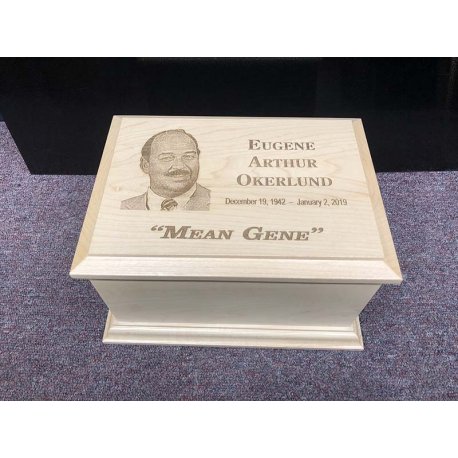 EUGENE
ARTHUR
OKERLUND
December 19, 1942 – January 2, 2019
“MEAN GENE”